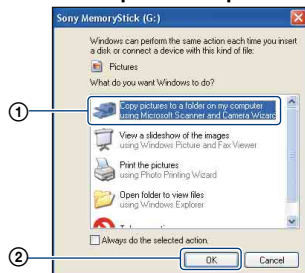 Sony MemoryStick (G:)
Windows can perform the same action each time you insert
a disk or connect a device with this kind of file:
Pictures
What do you want Windows to do?
①
Copy pictures to a folder on my computer
using Microsoft Scanner and Camera Wizard
View a slideshow of the images
using Windows Picture and Fax Viewer
Print the pictures
using Photo Printing Wizard
Open folder to view files
using Windows Explorer
Always do the selected action.
②
OK
Cancel